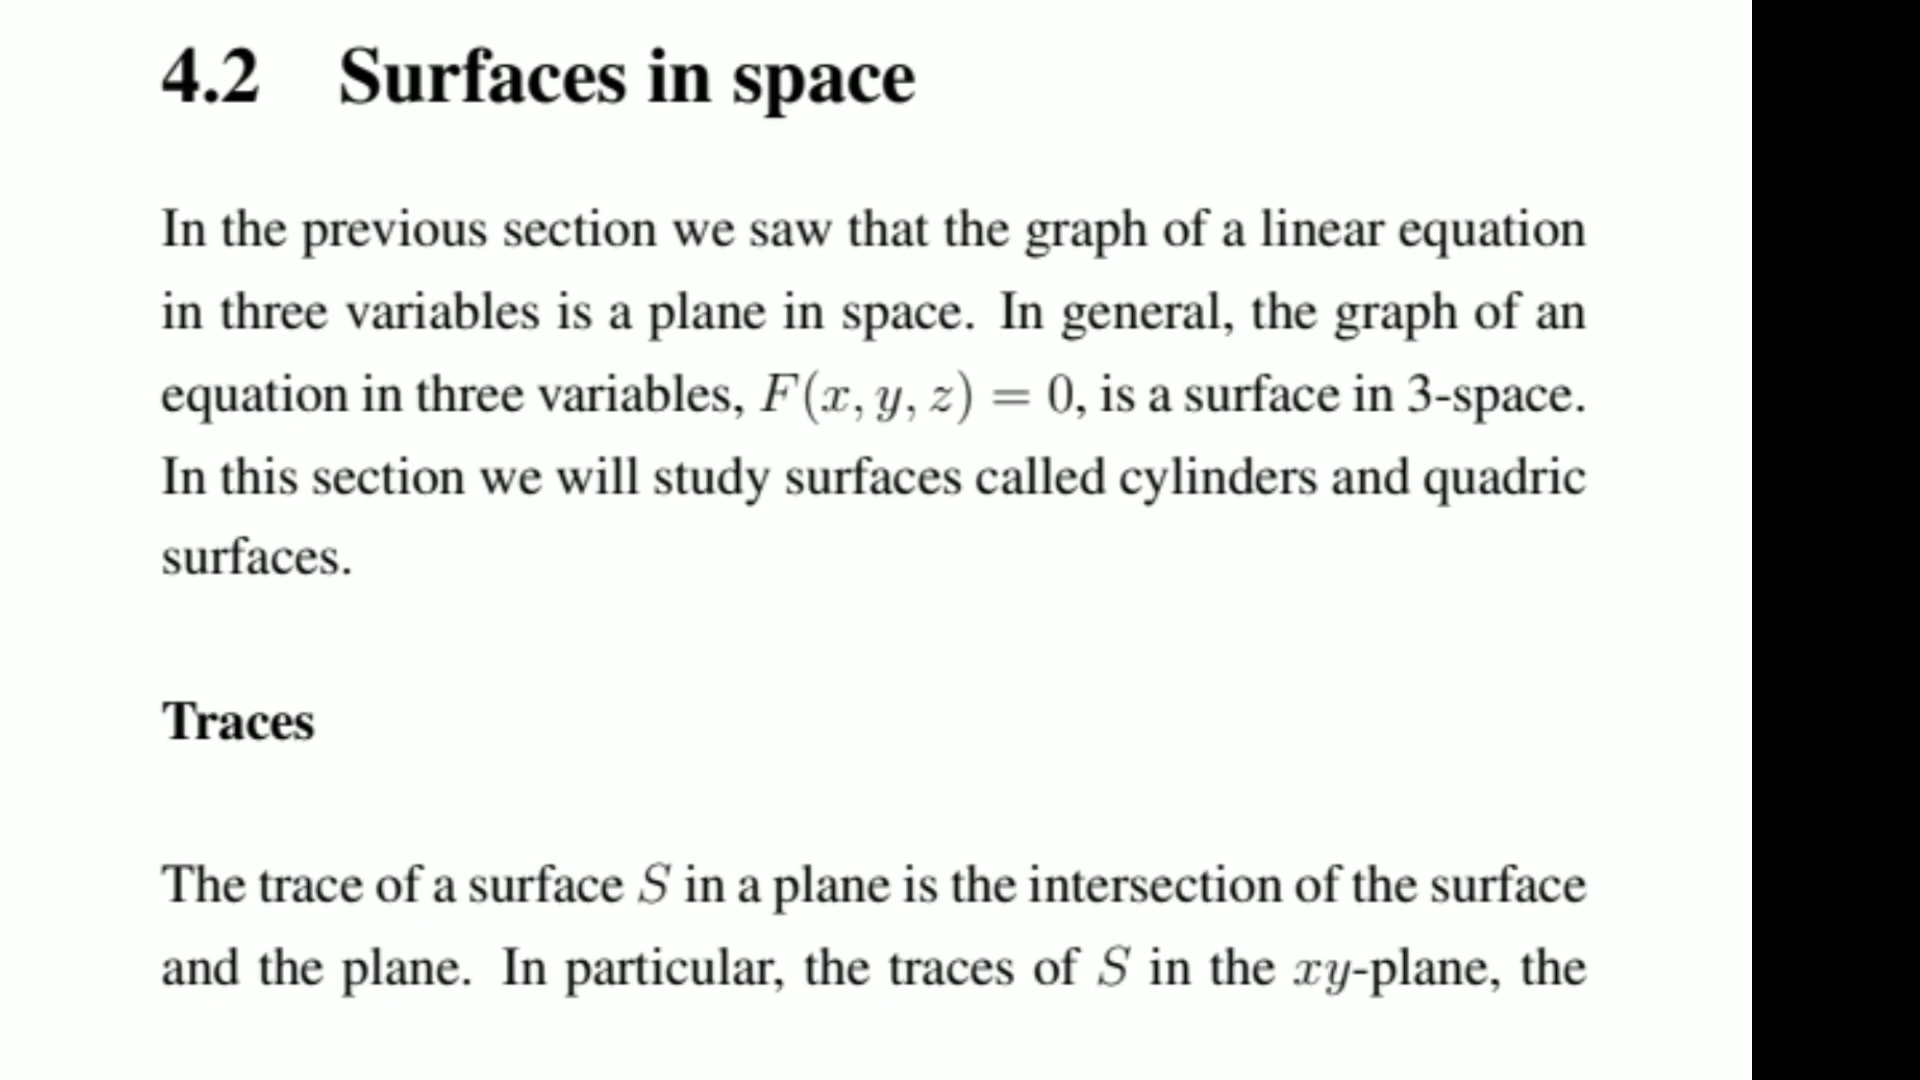 4.2 Surfaces in space
In the previous section we saw that the graph of a linear equation
in three variables is a plane in space. In general, the graph of an
equation in three variables, F(x, y, z) = 0, is a surface in 3-space.
In this section we will study surfaces called cylinders and quadric
surfaces.
Traces
The trace of a surface S in a plane is the intersection of the surface
and the plane. In particular, the traces of S in the xy-plane, the